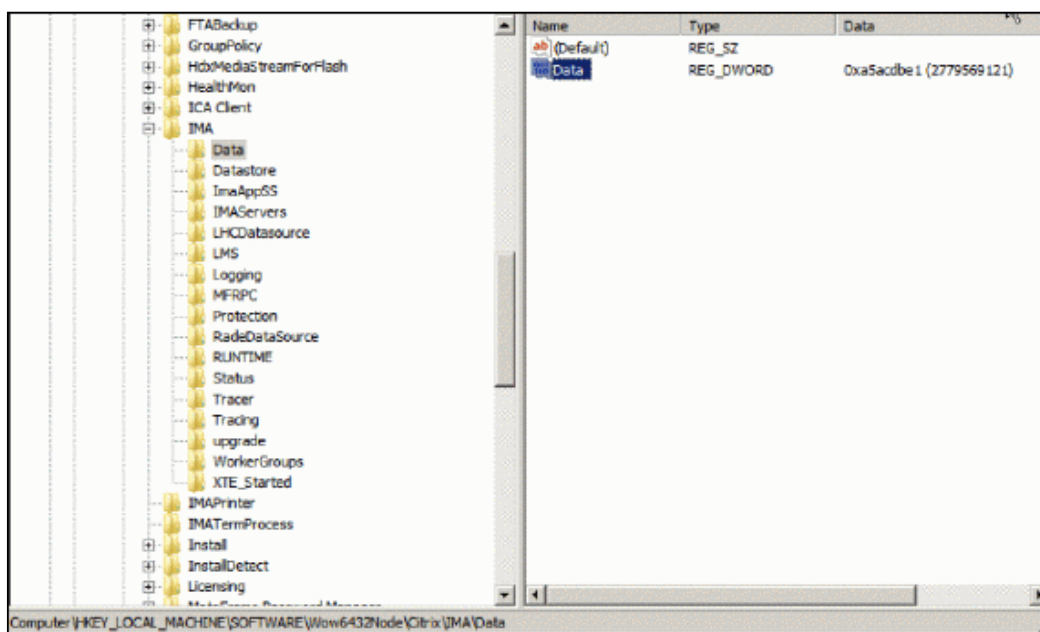 FTABackup
GroupPolicy
HdxMediaStreamForFlash
HealthMon
ICA Client
IMA
Data
Datastore
ImaAppSS
IMAServers
LHCDatasource
LMS
Logging
MFRPC
Protection
RadeDataSource
RUNTIME
Status
Tracer
Tracing
upgrade
WorkerGroups
XTE_Started
IMAPrinter
IMATermProcess
Install
InstallDetect
Licensing
Name Type Data
(Default) REG_SZ
Data REG_DWORD 0xa5acdbe1 (2779569121)
Computer\HKEY_LOCAL_MACHINE\SOFTWARE\Wow6432Node\Citrix\IMA\Data